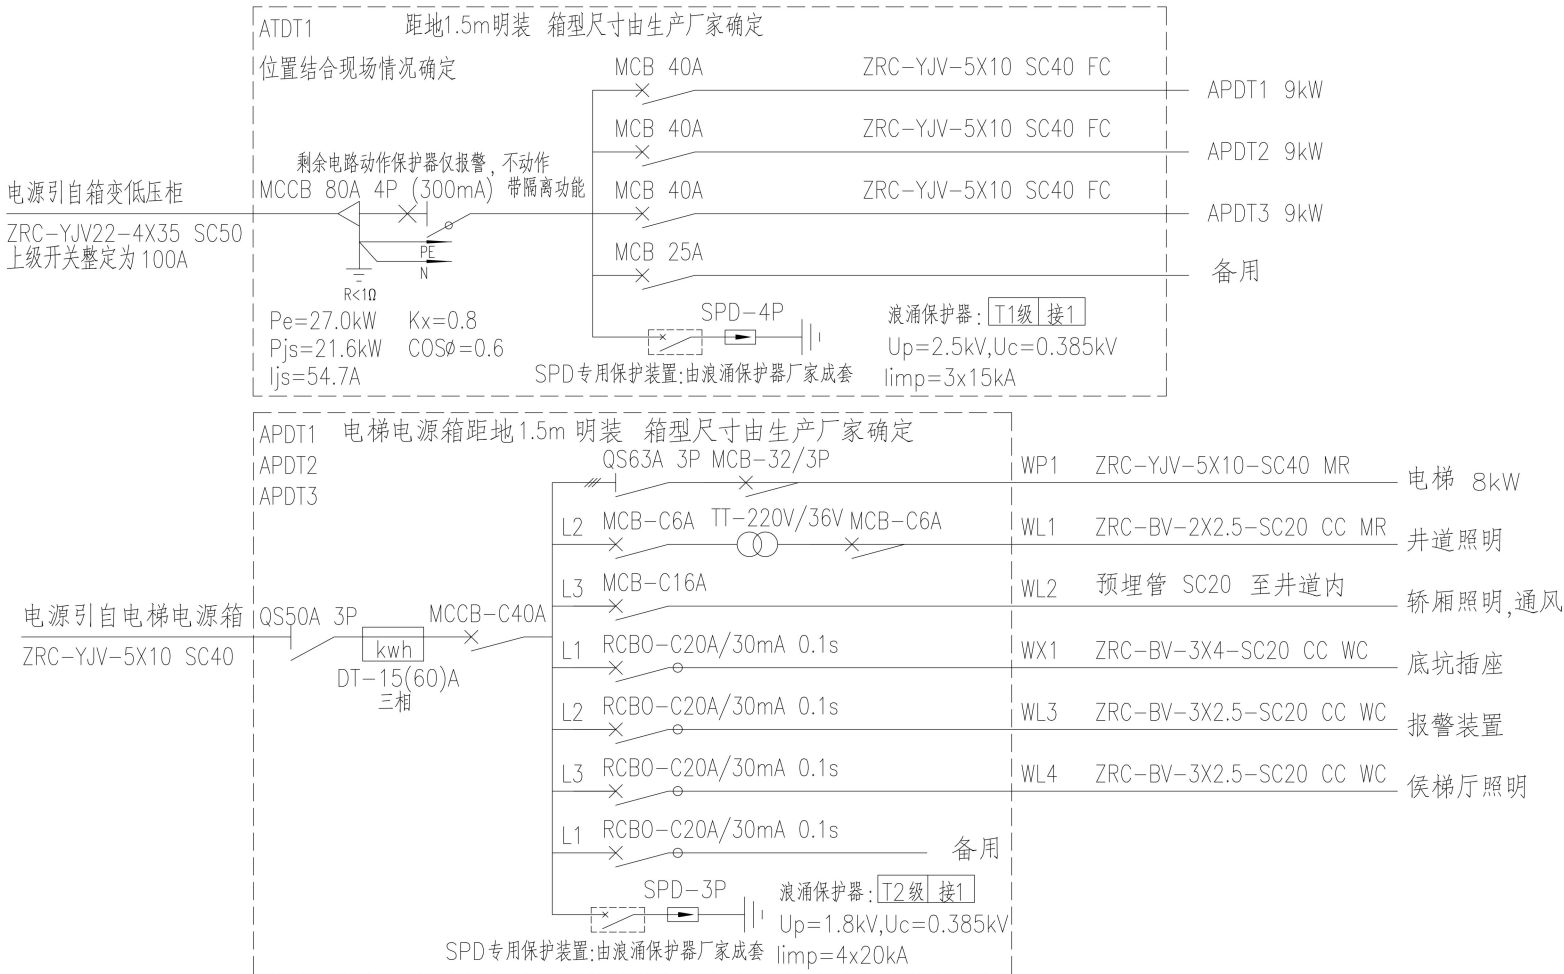 ATDT1 距地1.5m明装 箱型尺寸由生产厂家确定
位置结合现场情况确定
MCB 40A ZRC-YJV-5X10 SC40 FC
APDT1 9kW
MCB 40A ZRC-YJV-5X10 SC40 FC
APDT2 9kW
剩余电路动作保护器仅报警，不动作
MCCB 80A 4P (300mA) 带隔离功能
MCB 40A ZRC-YJV-5X10 SC40 FC
APDT3 9kW
电源引自箱变低压柜
ZRC-YJV22-4X35 SC50
上级开关整定为100A
PE
N
R<1Ω
MCB 25A
备用
Pe=27.0kW Kx=0.8
Pjs=21.6kW COSø=0.6
Ijs=54.7A
SPD-4P
浪涌保护器: T1级 接1
Up=2.5kV,Uc=0.385kV
Iimp=3x15kA
SPD专用保护装置:由浪涌保护器厂家成套
APDT1 电梯电源箱距地1.5m 明装 箱型尺寸由生产厂家确定
APDT2
APDT3
QS63A 3P MCB-32/3P
WP1 ZRC-YJV-5X10-SC40 MR
电梯 8kW
L2 MCB-C6A TT-220V/36V MCB-C6A
WL1 ZRC-BV-2X2.5-SC20 CC MR
井道照明
L3 MCB-C16A
WL2 预埋管 SC20 至井道内
轿厢照明,通风
电源引自电梯电源箱
ZRC-YJV-5X10 SC40
QS50A 3P
kwh
DT-15(60)A
三相
MCCB-C40A
L1 RCBO-C20A/30mA 0.1s
WX1 ZRC-BV-3X4-SC20 CC WC
底坑插座
L2 RCBO-C20A/30mA 0.1s
WL3 ZRC-BV-3X2.5-SC20 CC WC
报警装置
L3 RCBO-C20A/30mA 0.1s
WL4 ZRC-BV-3X2.5-SC20 CC WC
侯梯厅照明
L1 RCBO-C20A/30mA 0.1s
备用
SPD-3P
浪涌保护器: T2级 接1
Up=1.8kV,Uc=0.385kV
Iimp=4x20kA
SPD专用保护装置:由浪涌保护器厂家成套